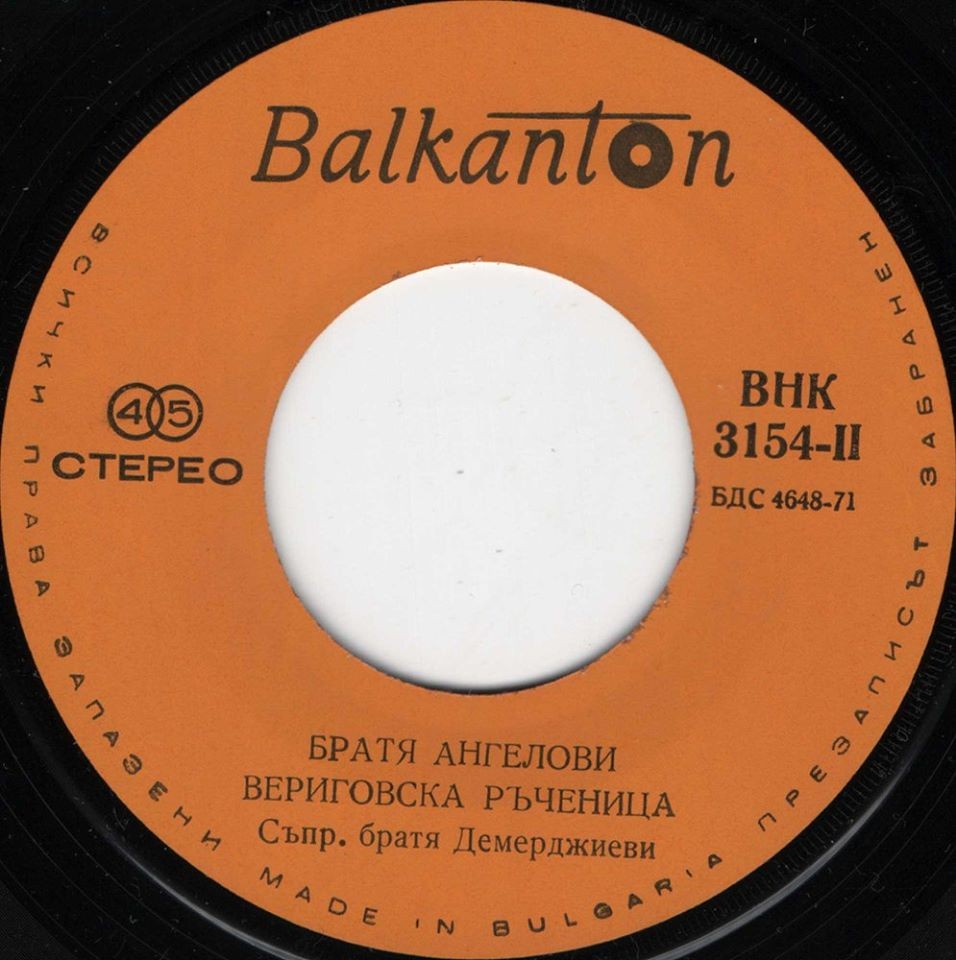 Balkanton
45
СТЕРЕО
ВНК
3154-II
БДС 4648-71
БРАТЯ АНГЕЛОВИ
ВЕРИГОВСКА РЪЧЕНИЦА
Съпр. братя Демерджиеви
ВСИЧКИ ПРАВА ЗАПАЗЕНИ MADE IN BULGARIA ПРЕЗАПИСЪТ ЗАБРАНЕН